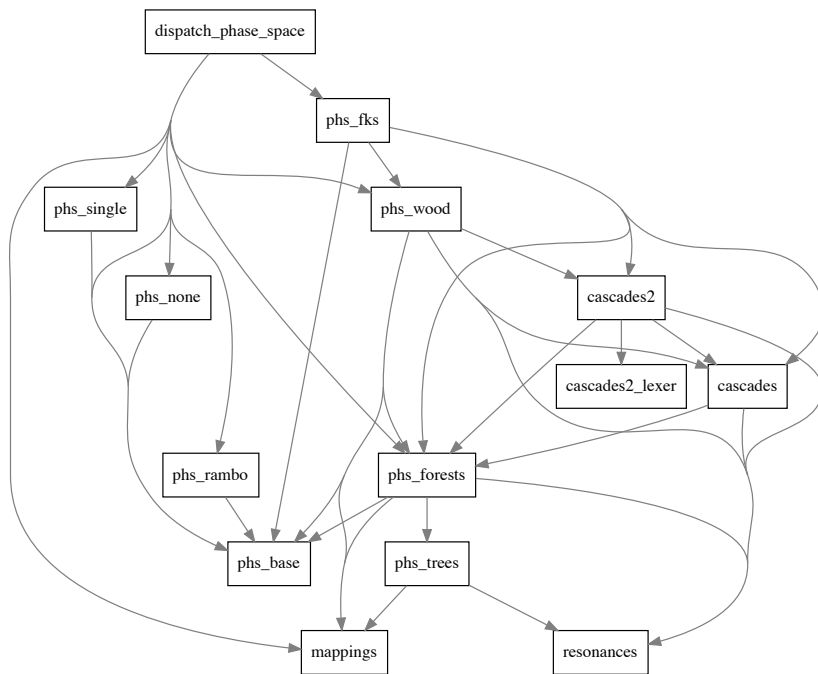 dispatch_phase_space
phs_fks
phs_single
phs_wood
phs_none
cascades2
cascades2_lexer
cascades
phs_rambo
phs_forests
phs_base
phs_trees
mappings
resonances